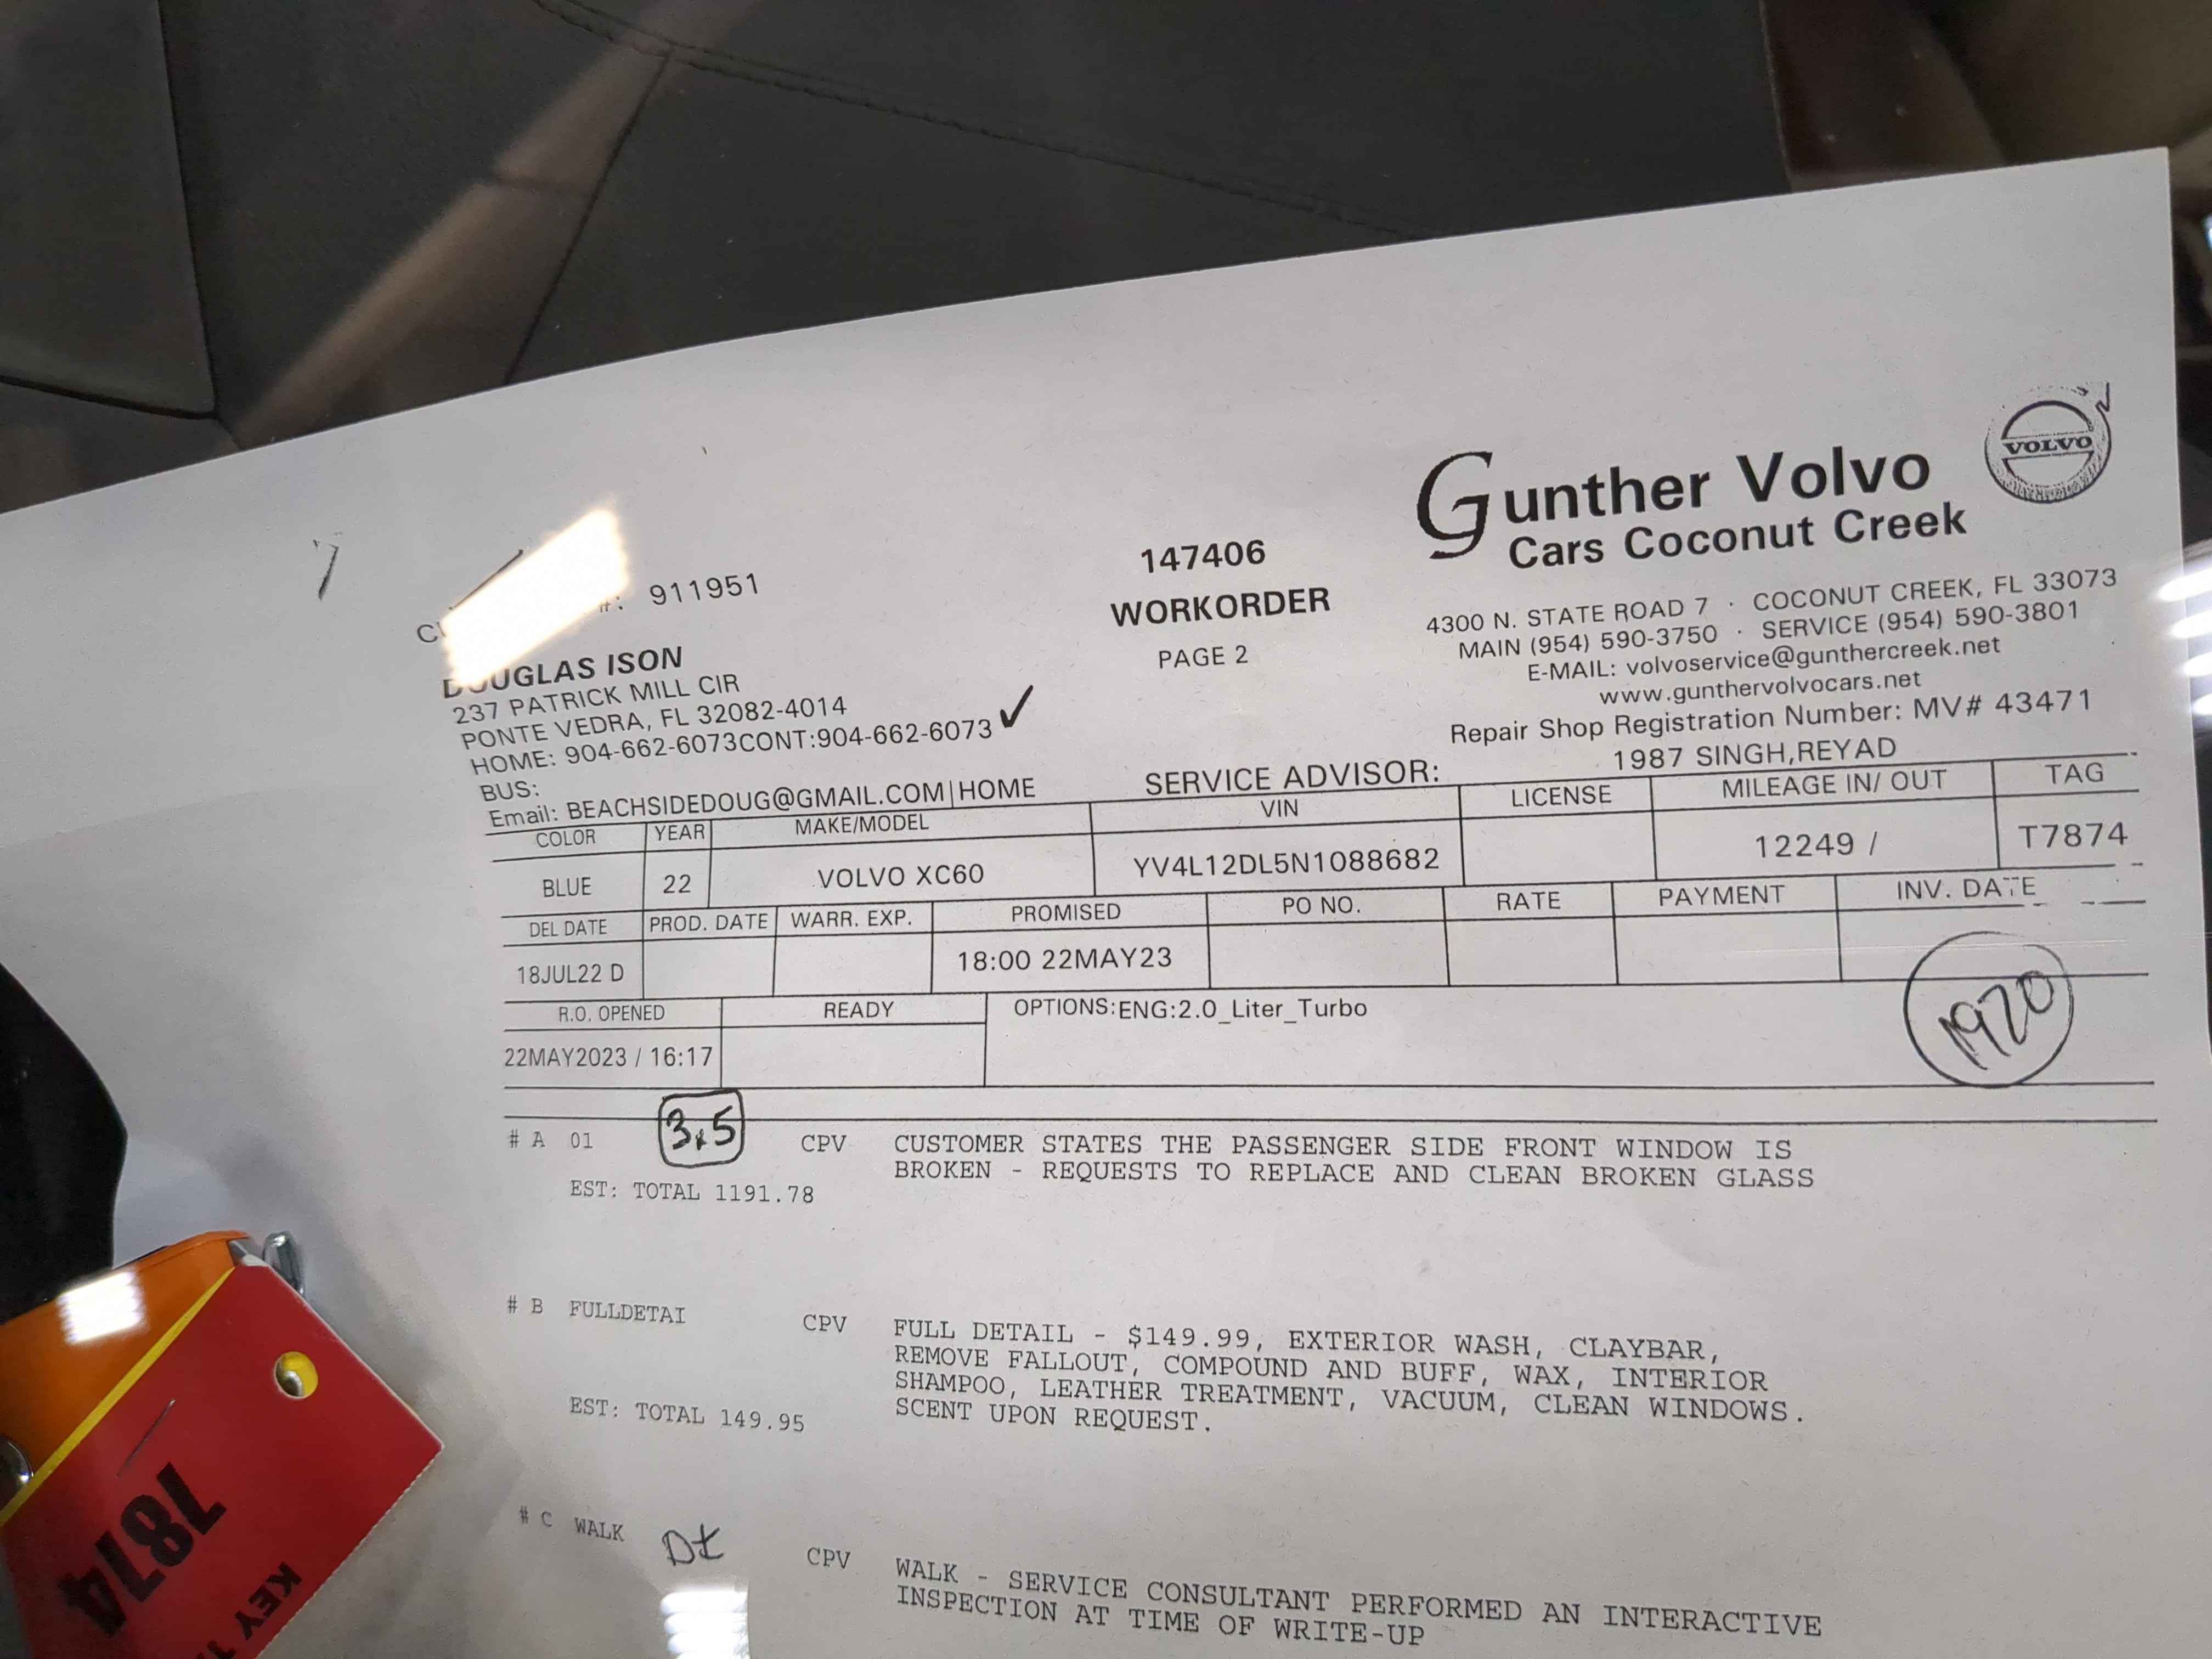 Gunther Volvo
Cars Coconut Creek
VOLVO
4300 N. STATE ROAD 7 · COCONUT CREEK, FL 33073
MAIN (954) 590-3750 · SERVICE (954) 590-3801
E-MAIL: volvoservice@gunthercreek.net
www.gunthervolvocars.net
Repair Shop Registration Number: MV# 43471
147406
WORKORDER
PAGE 2
7
#: 911951
DOUGLAS ISON
237 PATRICK MILL CIR
PONTE VEDRA, FL 32082-4014
HOME: 904-662-6073CONT:904-662-6073 ✓
BUS:
Email: BEACHSIDEDOUG@GMAIL.COM|HOME
SERVICE ADVISOR: 1987 SINGH,REYAD
COLOR YEAR MAKE/MODEL VIN LICENSE MILEAGE IN/ OUT TAG
BLUE 22 VOLVO XC60 YV4L12DL5N1088682 12249 / T7874
DEL DATE PROD. DATE WARR. EXP. PROMISED PO NO. RATE PAYMENT INV. DATE
18JUL22 D 18:00 22MAY23
R.O. OPENED READY OPTIONS:ENG:2.0_Liter_Turbo
22MAY2023 / 16:17
1920
# A 01 3x5 CPV CUSTOMER STATES THE PASSENGER SIDE FRONT WINDOW IS
BROKEN - REQUESTS TO REPLACE AND CLEAN BROKEN GLASS
EST: TOTAL 1191.78
# B FULLDETAI CPV FULL DETAIL - $149.99, EXTERIOR WASH, CLAYBAR,
REMOVE FALLOUT, COMPOUND AND BUFF, WAX, INTERIOR
SHAMPOO, LEATHER TREATMENT, VACUUM, CLEAN WINDOWS.
SCENT UPON REQUEST.
EST: TOTAL 149.95
# C WALK Dt CPV WALK - SERVICE CONSULTANT PERFORMED AN INTERACTIVE
INSPECTION AT TIME OF WRITE-UP
7874
KEY